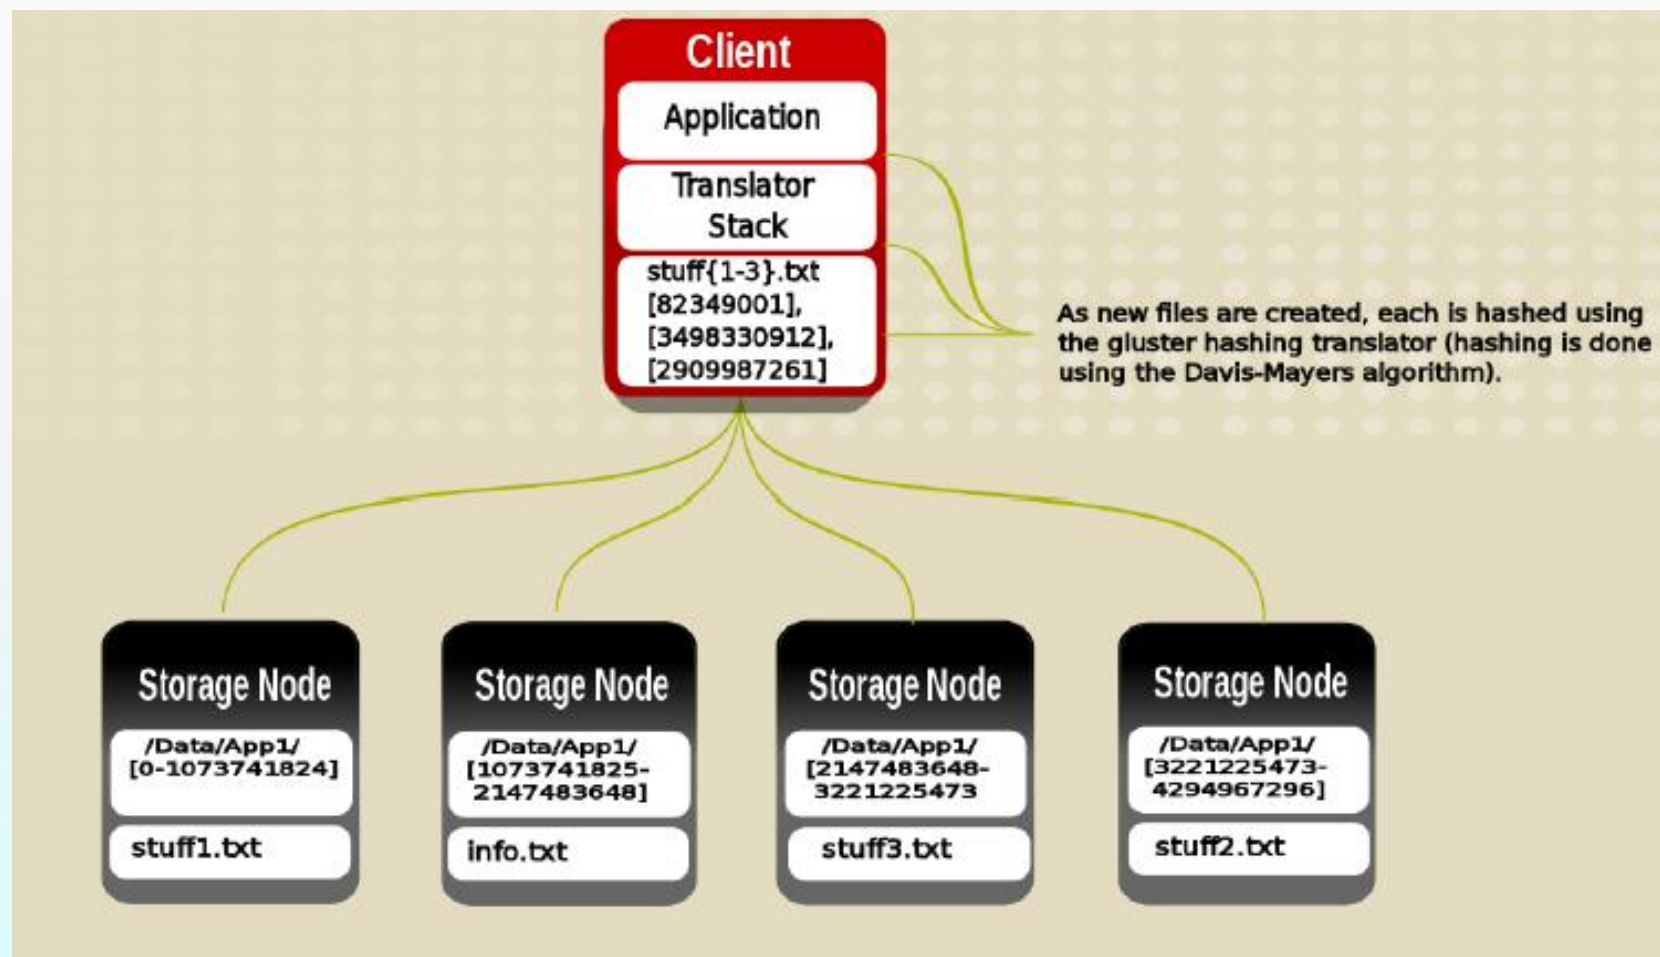 Client
Application
Translator
Stack
stuff{1-3}.txt
[82349001],
[3498330912],
[2909987261]
As new files are created, each is hashed using
the gluster hashing translator (hashing is done
using the Davis-Mayers algorithm).
Storage Node
/Data/App1/
[0-1073741824]
stuff1.txt
Storage Node
/Data/App1/
[1073741825-
2147483648]
info.txt
Storage Node
/Data/App1/
[2147483648-
3221225473
stuff3.txt
Storage Node
/Data/App1/
[3221225473-
4294967296]
stuff2.txt